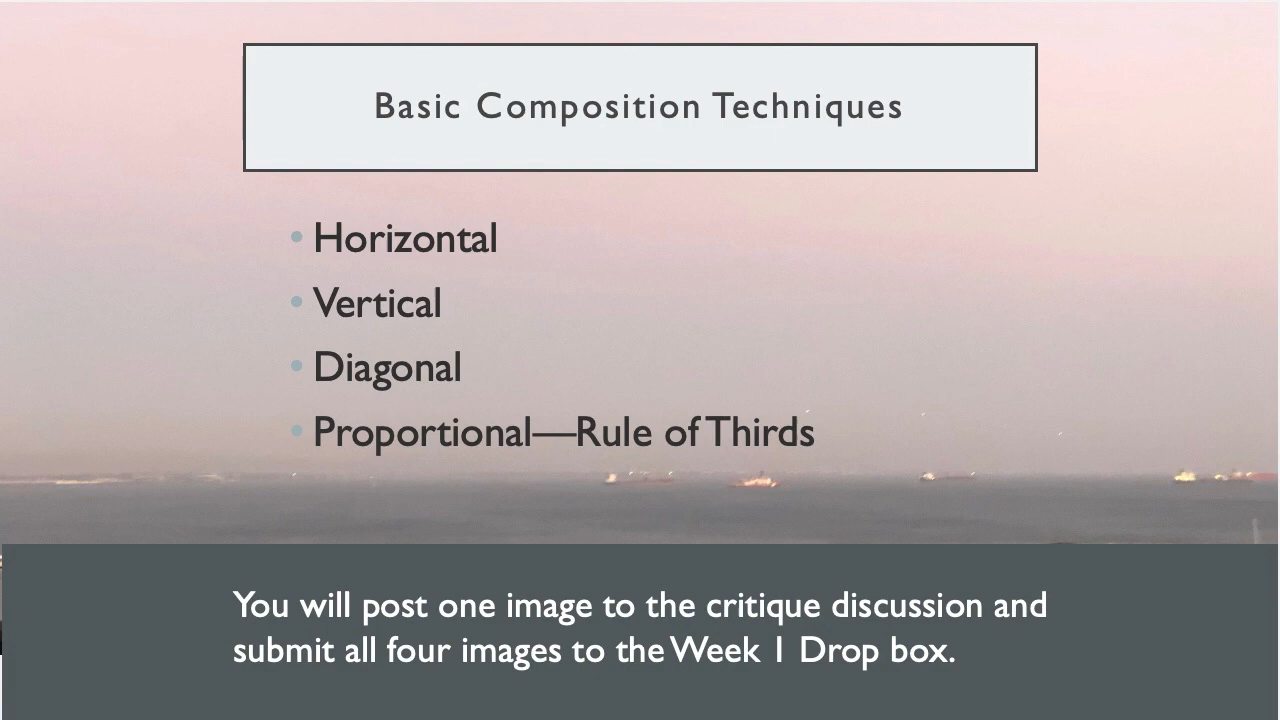 Basic Composition Techniques
• Horizontal
• Vertical
• Diagonal
• Proportional—Rule of Thirds
You will post one image to the critique discussion and
submit all four images to the Week 1 Drop box.